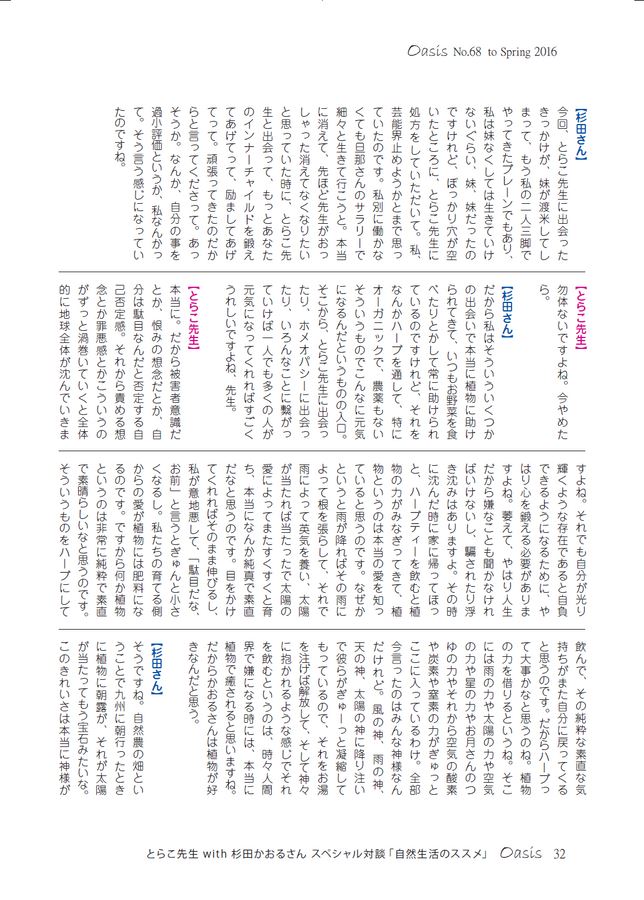 Oasis No.68 to Spring 2016
【杉田さん】
今回、とらこ先生に出会った
きっかけが、妹が渡米してし
まって、もう私の二人三脚で
やってきたブレーンでもあり、
私は妹なくしては生きていけ
ないぐらい、妹、妹だったの
ですけれど、ぽっかり穴が空
いたところに、とらこ先生に
処方をしていただいて。私、
芸能界止めようかとまで思っ
ていたのです。私別に働かな
くても旦那さんのサラリーで
細々と生きて行こうと。本当
に消えて、先ほど先生がおっ
しゃった消えてなくなりたい
と思っていた時に、とらこ先
生と出会って、もっとあなた
のインナーチャイルドを鍛え
てあげてって、励ましてあげ
てって。頑張ってきたのだか
らと言ってくださって。あっ
そうか。なんか、自分の事を
過小評価というか、私なんかっ
て。そう言う感じになってい
たのですね。
【とらこ先生】
勿体ないですよね。今やめた
ら。
【杉田さん】
だから私はそういういくつか
の出会いで本当に植物に助け
られてきて、いつもお野菜を食
べたりとかして常に助けられ
ているのですけれど、それを
なんかハーブを通して、特に
オーガニックで、農薬もない
そういうものでこんなに元気
になるんだというものの入口。
そこから、とらこ先生に出会っ
たり、ホメオパシーに出会っ
たり、いろんなことに繋がっ
ていけば一人でも多くの人が
元気になってくれればすごく
うれしいですよね、先生。
【とらこ先生】
本当に。だから被害者意識だ
とか、恨みの想念だとか、自
分は駄目なんだと否定する自
己否定感。それから責める想
念とか罪悪感とかこういうの
がずっと渦巻いていくと全体
的に地球全体が沈んでいきま
すよね。それでも自分が光り
輝くような存在であると自負
できるようになるために、や
はり心を鍛える必要がありま
すよね。萎えて、やはり人生
だから嫌なことも聞かなけれ
ばいけないし、騙されたり浮
き沈みはありますよ。その時
に沈んだ時に家に帰ってほっ
と、ハーブティーを飲むと植
物の力がみなぎってきて、植
物というのは本当の愛を知っ
ていると思うのです。なぜか
というと雨が降ればその雨に
よって根を張らして、それで
雨によって英気を養い、太陽
が当たれば当たったで太陽の
愛によってまたすくすくと育
ち、本当になんか純真で素直
だなと思うのです。目をかけ
てくれればそのまま伸びるし、
私が意地悪して、「駄目だな、
お前」と言うとぎゅんと小さ
くなるし。私たちの育てる側
からの愛が植物には肥料にな
るのです。ですから何か植物
というのは非常に純粋で素直
で素晴らしいなと思うのです。
そういうものをハーブにして
飲んで、その純粋な素直な気
持ちがまた自分に戻ってくる
と思うのです。だからハーブっ
て大事かなと思うのね。植物
の力を借りるというね。そこ
には雨の力や太陽の力や空気
の力や星の力やお月さんのつ
ゆの力やそれから空気の酸素
や炭素や窒素の力がぎゅっと
ここに入っているわけ。全部
今言ったのはみんな神様なん
だけれど。風の神、雨の神、
天の神、太陽の神に降り注い
で彼らがぎゅーっと凝縮して
もっているので、それをお湯
を注げば解放して、そして神々
に抱かれるような感じでそれ
を飲むというのは、時々人間
界で嫌になる時には、本当に
植物で癒されると思いますね。
だからかおるさんは植物が好
きなんだと思う。
【杉田さん】
そうですね。自然農の畑とい
うことで九州に朝行ったとき
に植物に朝露が、それが太陽
が当たってもう宝石みたいな。
このきれいさは本当に神様が
とらこ先生 with 杉田かおるさん スペシャル対談「自然生活のススメ」 Oasis 32